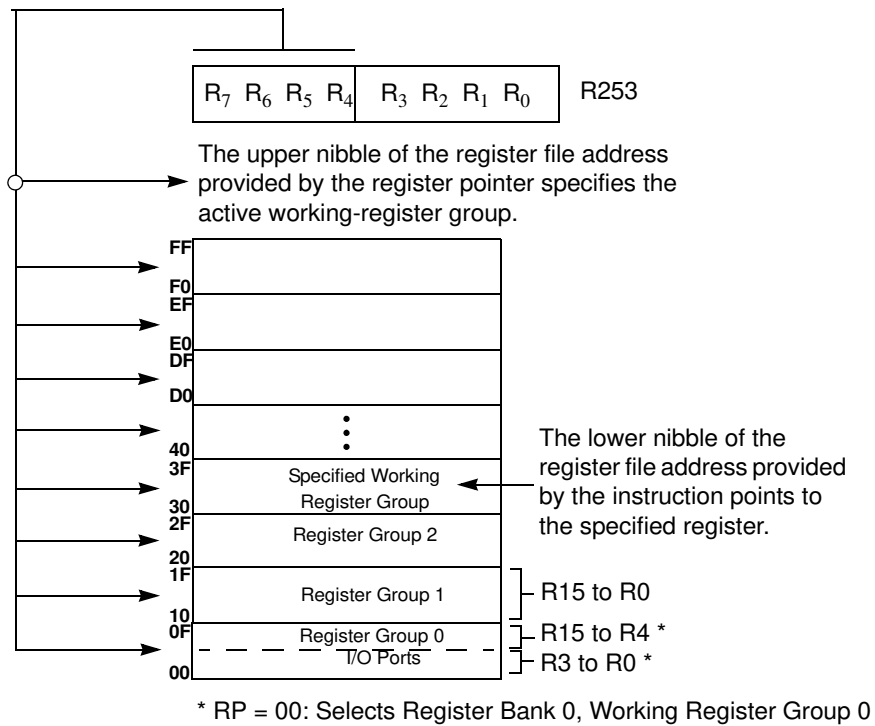 R7 R6 R5 R4 R3 R2 R1 R0 R253
The upper nibble of the register file address
provided by the register pointer specifies the
active working-register group.
FF
F0
EF
E0
DF
D0
40
3F
Specified Working
Register Group
30
The lower nibble of the
register file address provided
by the instruction points to
the specified register.
2F
Register Group 2
20
1F
Register Group 1
R15 to R0
10
0F
Register Group 0
R15 to R4 *
I/O Ports
R3 to R0 *
00
* RP = 00: Selects Register Bank 0, Working Register Group 0